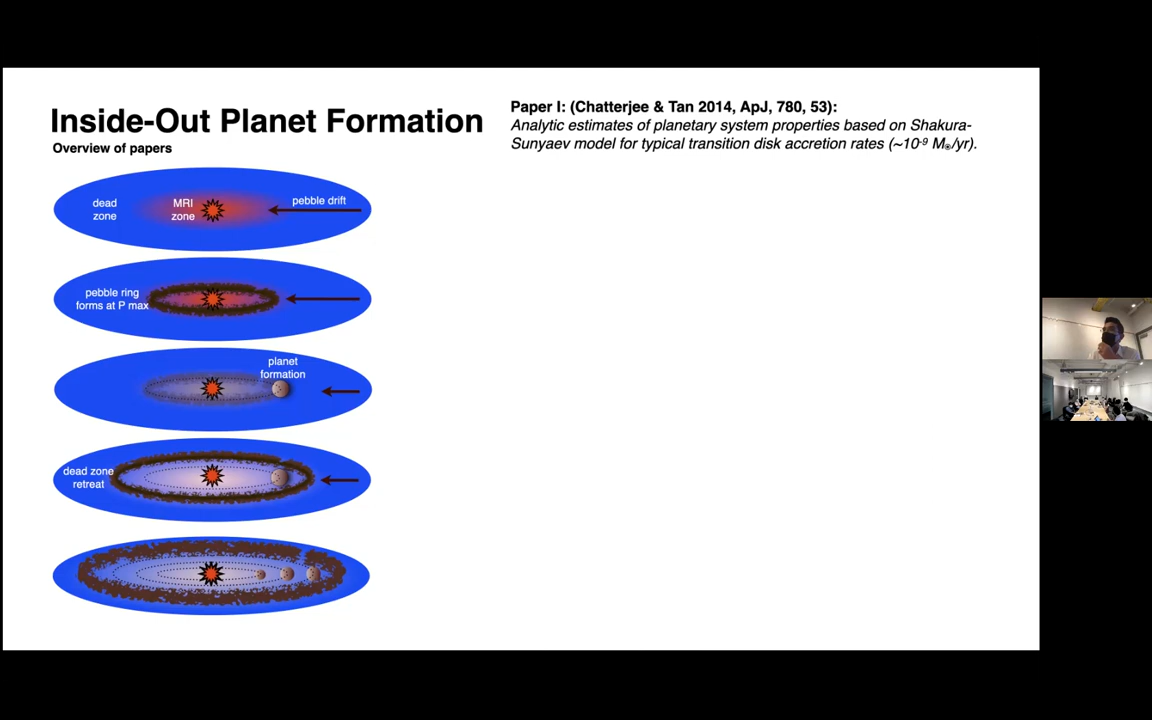 Inside-Out Planet Formation
Overview of papers
Paper I: (Chatterjee & Tan 2014, ApJ, 780, 53):
Analytic estimates of planetary system properties based on Shakura-
Sunyaev model for typical transition disk accretion rates (~10⁻⁹ M⊙/yr).
dead
zone
MRI
zone
pebble drift
pebble ring
forms at P max
planet
formation
dead zone
retreat